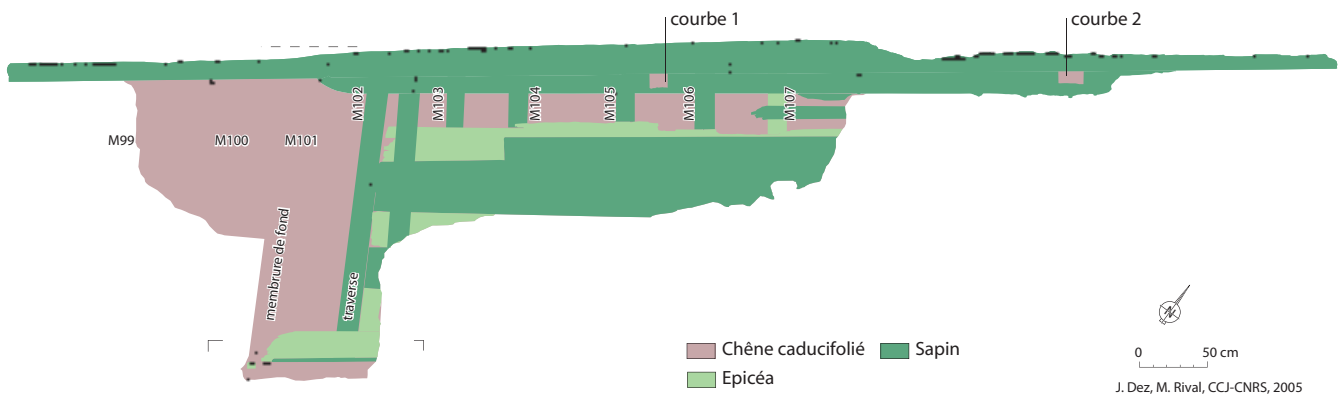 courbe 1
courbe 2
M102
M103
M104
M105
M106
M107
M99
M100
M101
membrure de fond
traverse
Chêne caducifolié
Sapin
Epicéa
N
0
50 cm
J. Dez, M. Rival, CCJ-CNRS, 2005